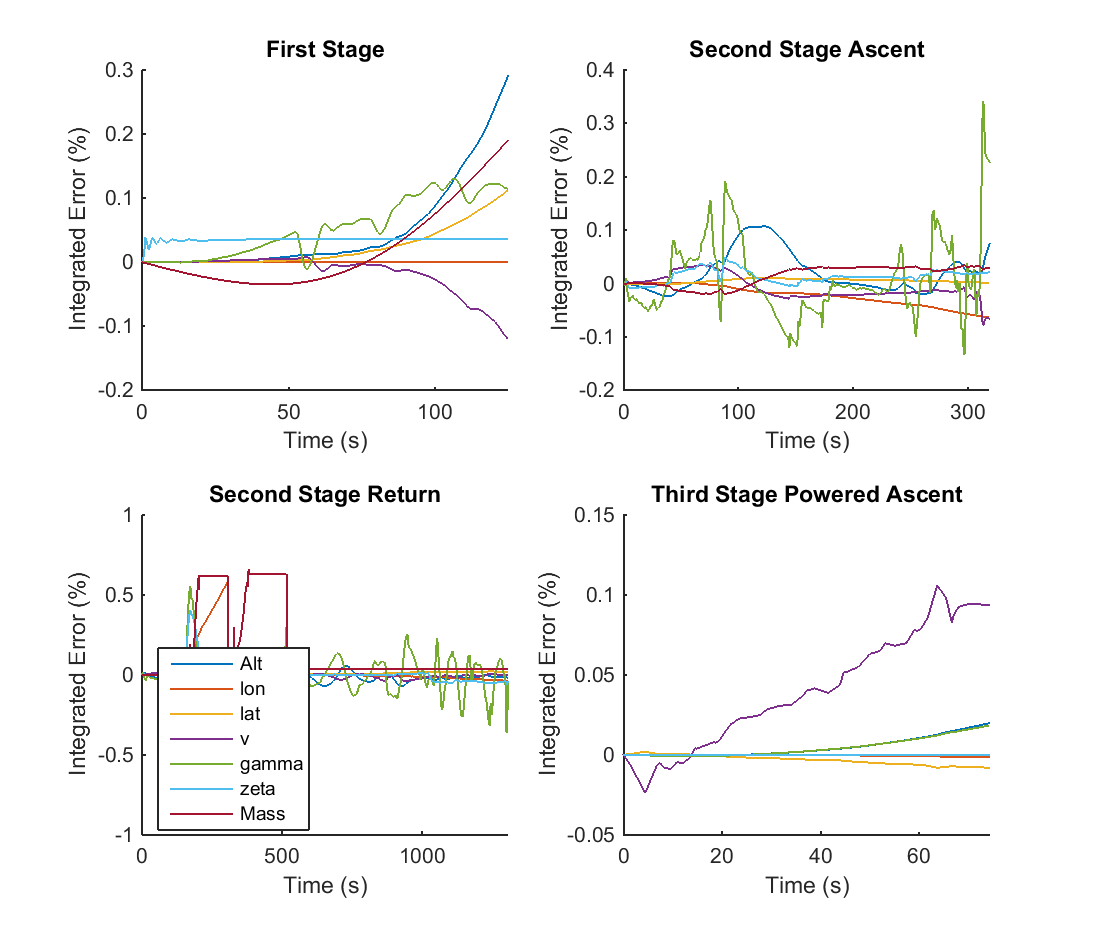 First Stage
Integrated Error (%)
0.3
0.2
0.1
0
-0.1
-0.2
0 50 100
Time (s)
Second Stage Ascent
Integrated Error (%)
0.4
0.3
0.2
0.1
0
-0.1
-0.2
0 100 200 300
Time (s)
Second Stage Return
Integrated Error (%)
1
0.5
0
-0.5
-1
Alt
lon
lat
v
gamma
zeta
Mass
0 500 1000
Time (s)
Third Stage Powered Ascent
Integrated Error (%)
0.15
0.1
0.05
0
-0.05
0 20 40 60
Time (s)